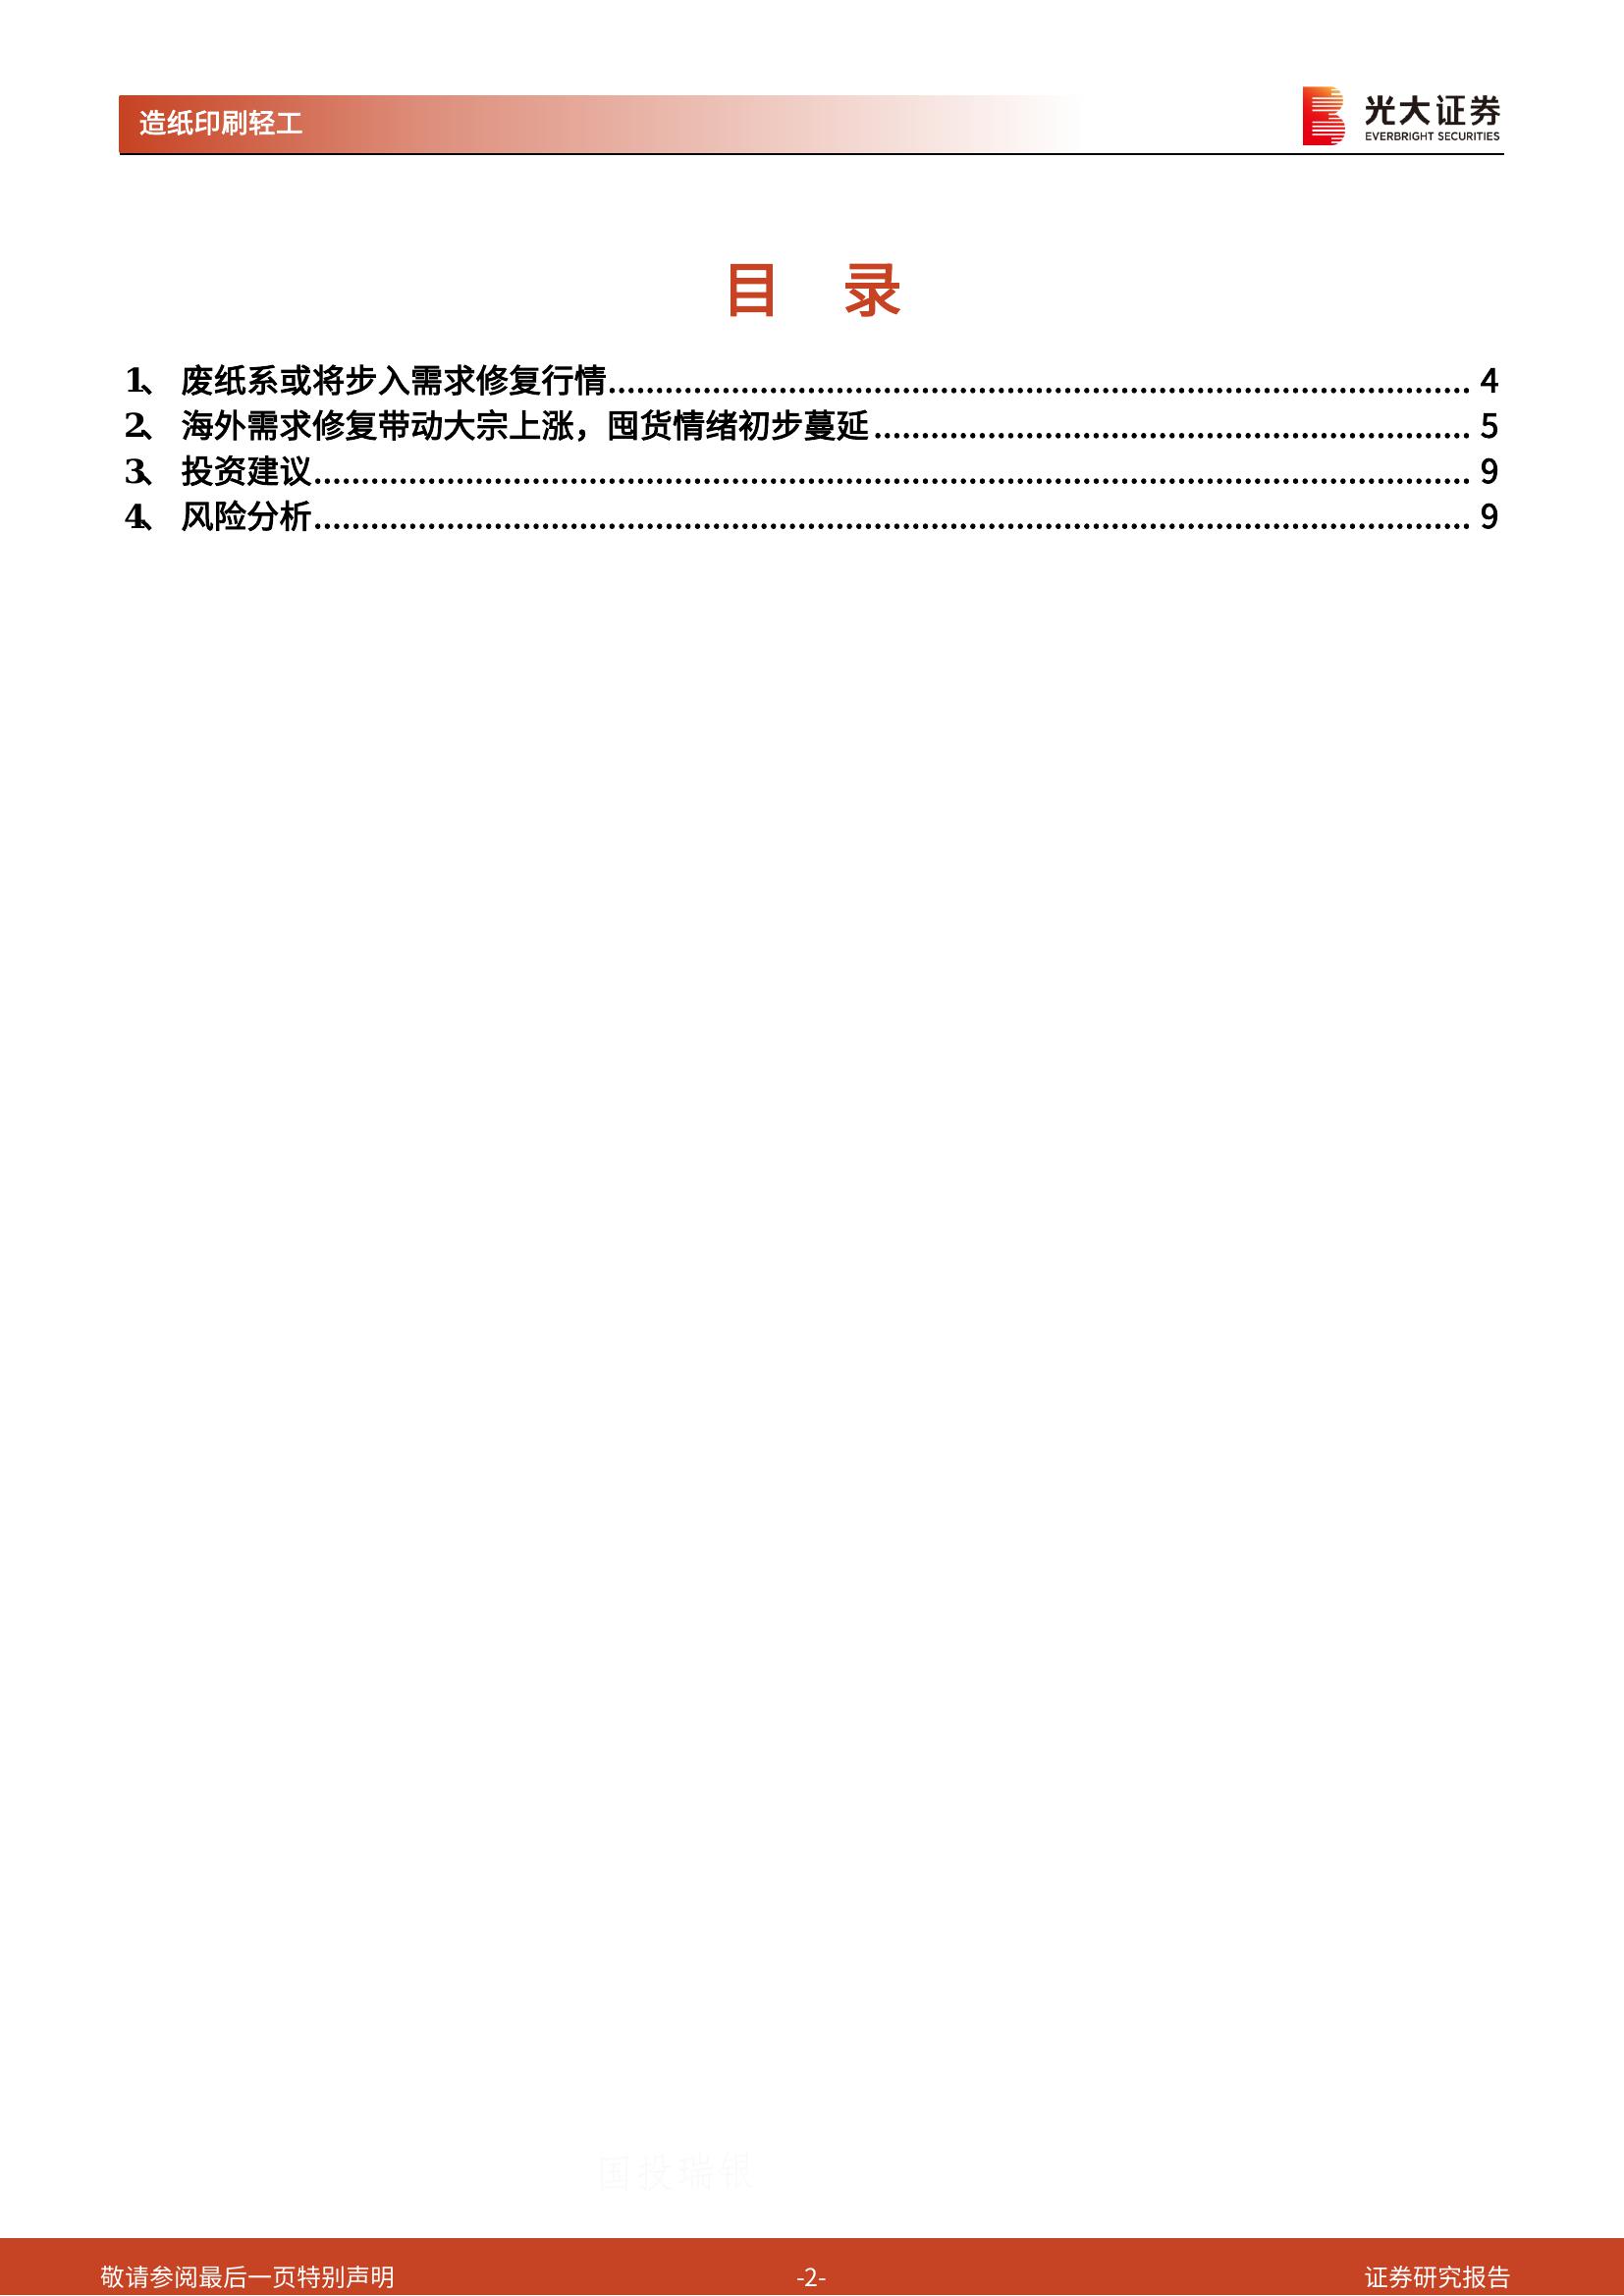 造纸印刷轻工
光大证券
EVERBRIGHT SECURITIES
目 录
1、 废纸系或将步入需求修复行情 4
2、 海外需求修复带动大宗上涨，囤货情绪初步蔓延 5
3、 投资建议 9
4、 风险分析 9
国投瑞银
敬请参阅最后一页特别声明 -2- 证券研究报告